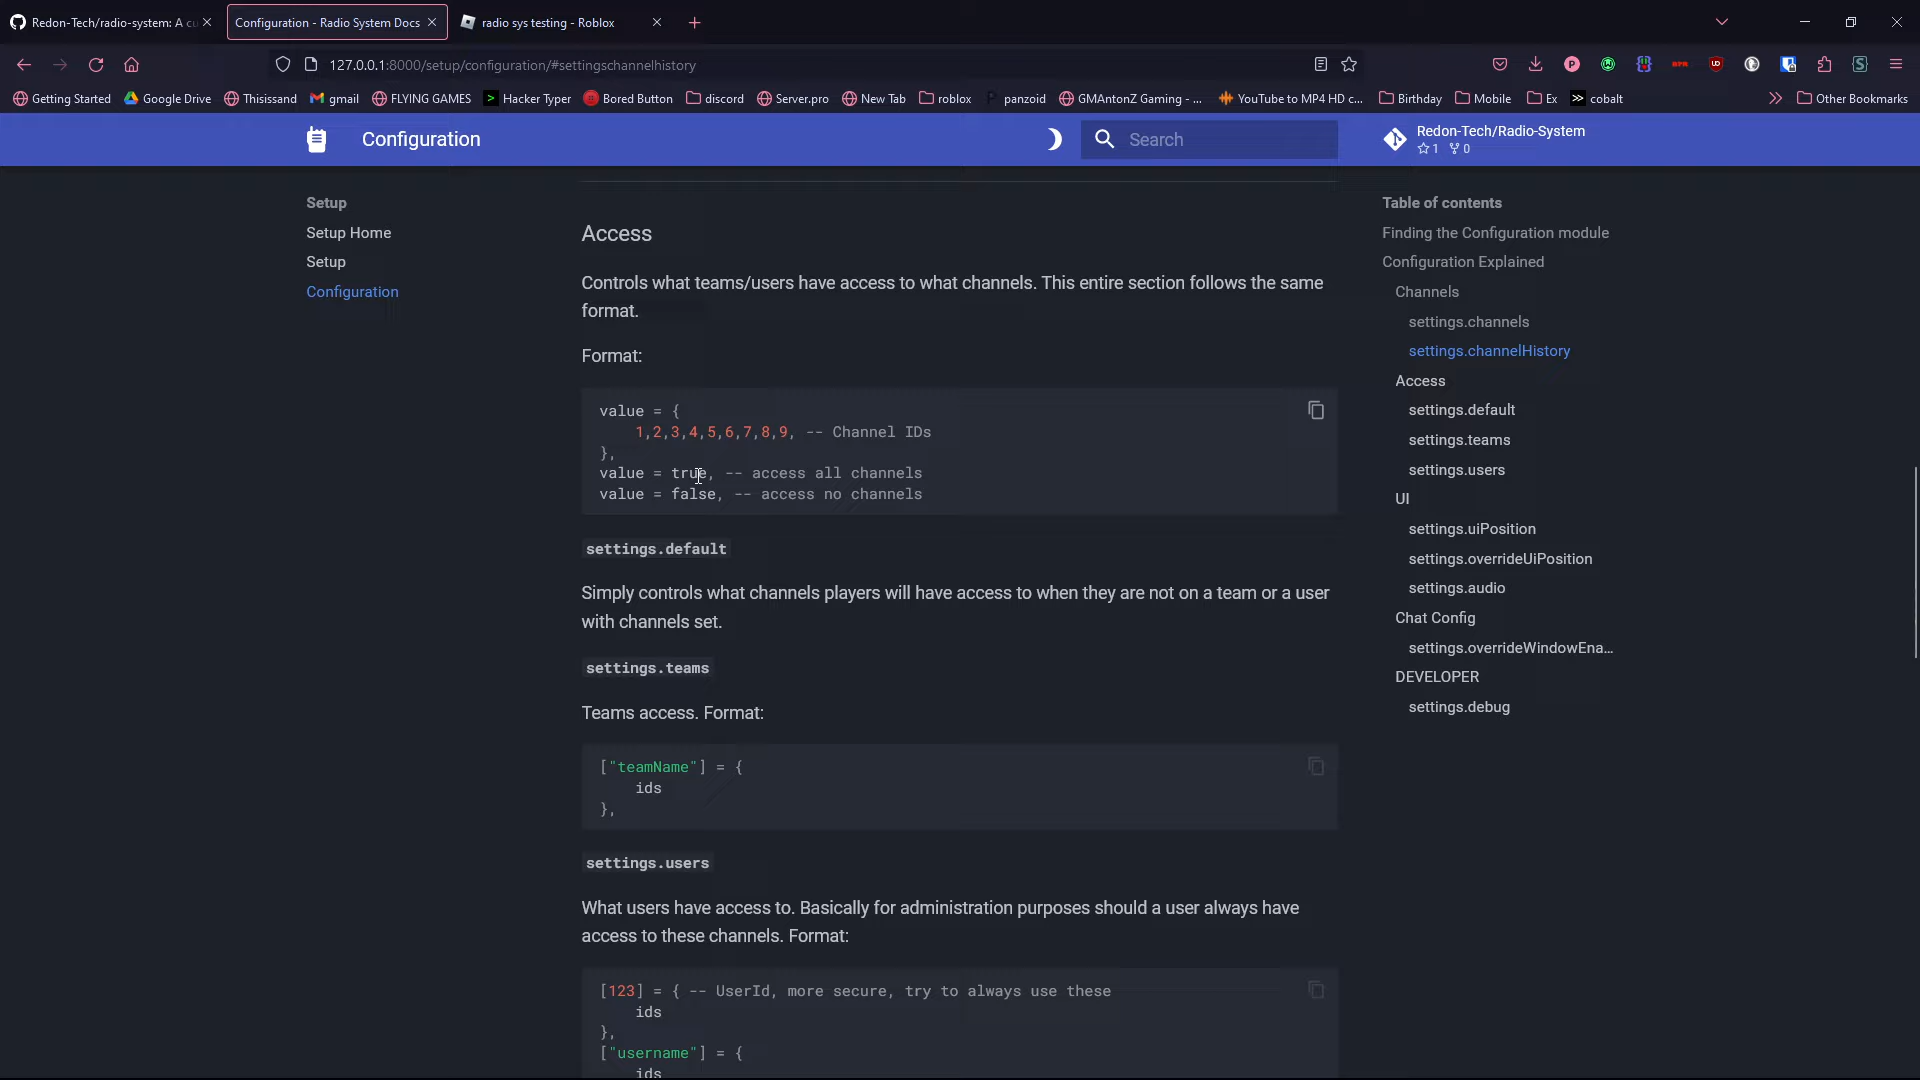 Redon-Tech/radio-system: A cu
Configuration - Radio System Docs
radio sys testing - Roblox
127.0.0.1:8000/setup/configuration/#settingschannelhistory
Getting Started
Google Drive
Thisissand
gmail
FLYING GAMES
Hacker Typer
Bored Button
discord
Server.pro
New Tab
roblox
panzoid
GMAntonZ Gaming - ...
YouTube to MP4 HD c...
Birthday
Mobile
Ex
cobalt
Other Bookmarks
Configuration
Search
Redon-Tech/Radio-System
1 0
Setup
Setup Home
Setup
Configuration
Access
Controls what teams/users have access to what channels. This entire section follows the same
format.
Format:
value = {
1,2,3,4,5,6,7,8,9, -- Channel IDs
},
value = true, -- access all channels
value = false, -- access no channels
settings.default
Simply controls what channels players will have access to when they are not on a team or a user
with channels set.
settings.teams
Teams access. Format:
["teamName"] = {
ids
},
settings.users
What users have access to. Basically for administration purposes should a user always have
access to these channels. Format:
[123] = { -- UserId, more secure, try to always use these
ids
},
["username"] = {
ids
Table of contents
Finding the Configuration module
Configuration Explained
Channels
settings.channels
settings.channelHistory
Access
settings.default
settings.teams
settings.users
UI
settings.uiPosition
settings.overrideUiPosition
settings.audio
Chat Config
settings.overrideWindowEna...
DEVELOPER
settings.debug